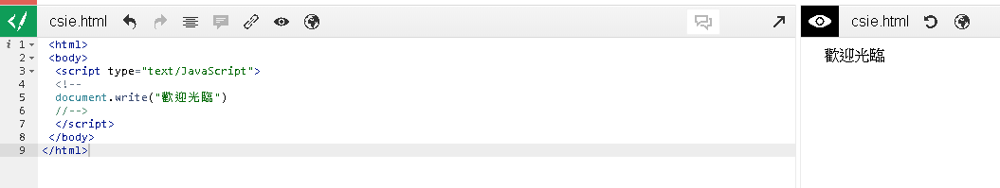 csie.html
csie.html
i 1 <html>
2 <body>
3 <script type="text/JavaScript">
4 <!--
5 document.write("歡迎光臨")
6 //-->
7 </script>
8 </body>
9 </html>
歡迎光臨